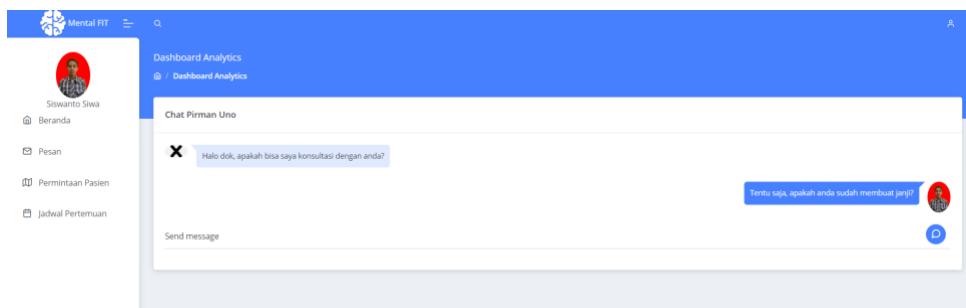 Mental FIT
Dashboard Analytics
/ Dashboard Analytics
Siswanto Siwa
Beranda
Pesan
Permintaan Pasien
Jadwal Pertemuan
Chat Pirman Uno
Halo dok, apakah bisa saya konsultasi dengan anda?
Tentu saja, apakah anda sudah membuat janji?
Send message